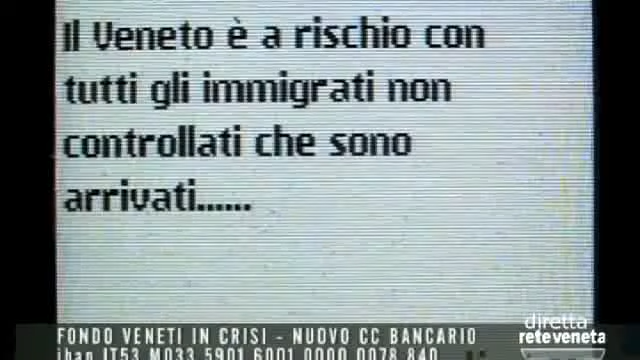 Il Veneto è a rischio con
tutti gli immigrati non
controllati che sono
arrivati......
diretta
reteveneta
FONDO VENETI IN CRISI - NUOVO CC BANCARIO
iban IT53 M033 5901 6001 0000 0078 840